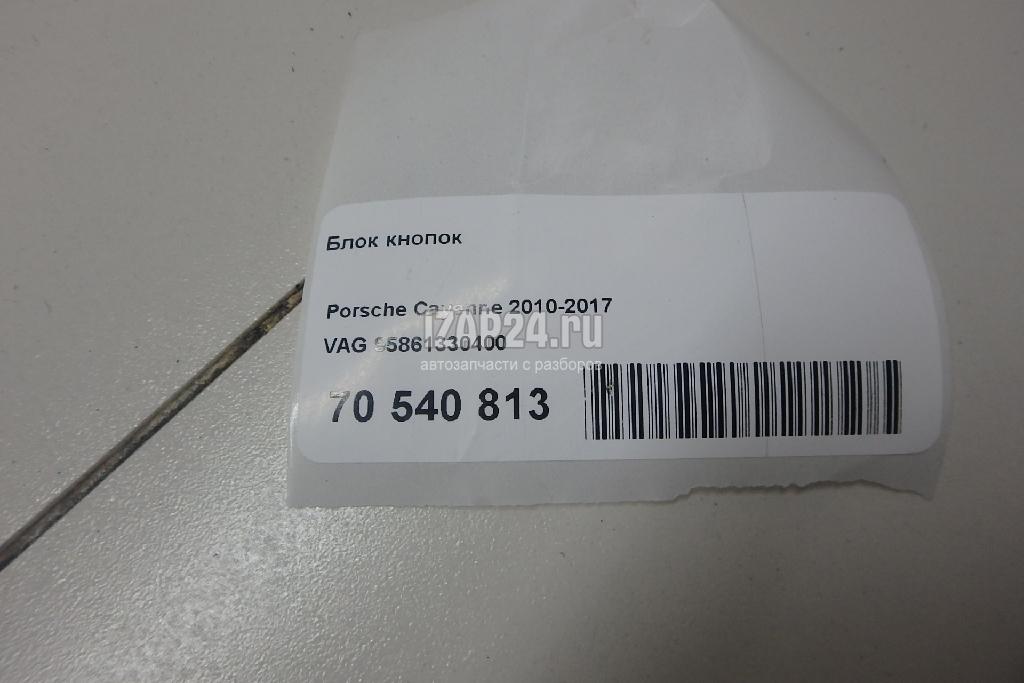 Блок кнопок
Porsche Cayenne 2010-2017
IZAP24.ru
VAG 95861330400
автозапчасти с разборов
70 540 813